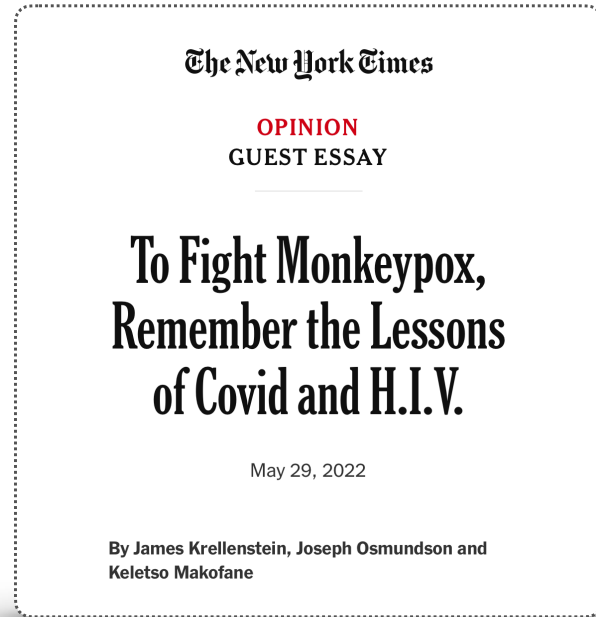 The New York Times
OPINION
GUEST ESSAY
To Fight Monkeypox,
Remember the Lessons
of Covid and H.I.V.
May 29, 2022
By James Krellenstein, Joseph Osmundson and
Keletso Makofane